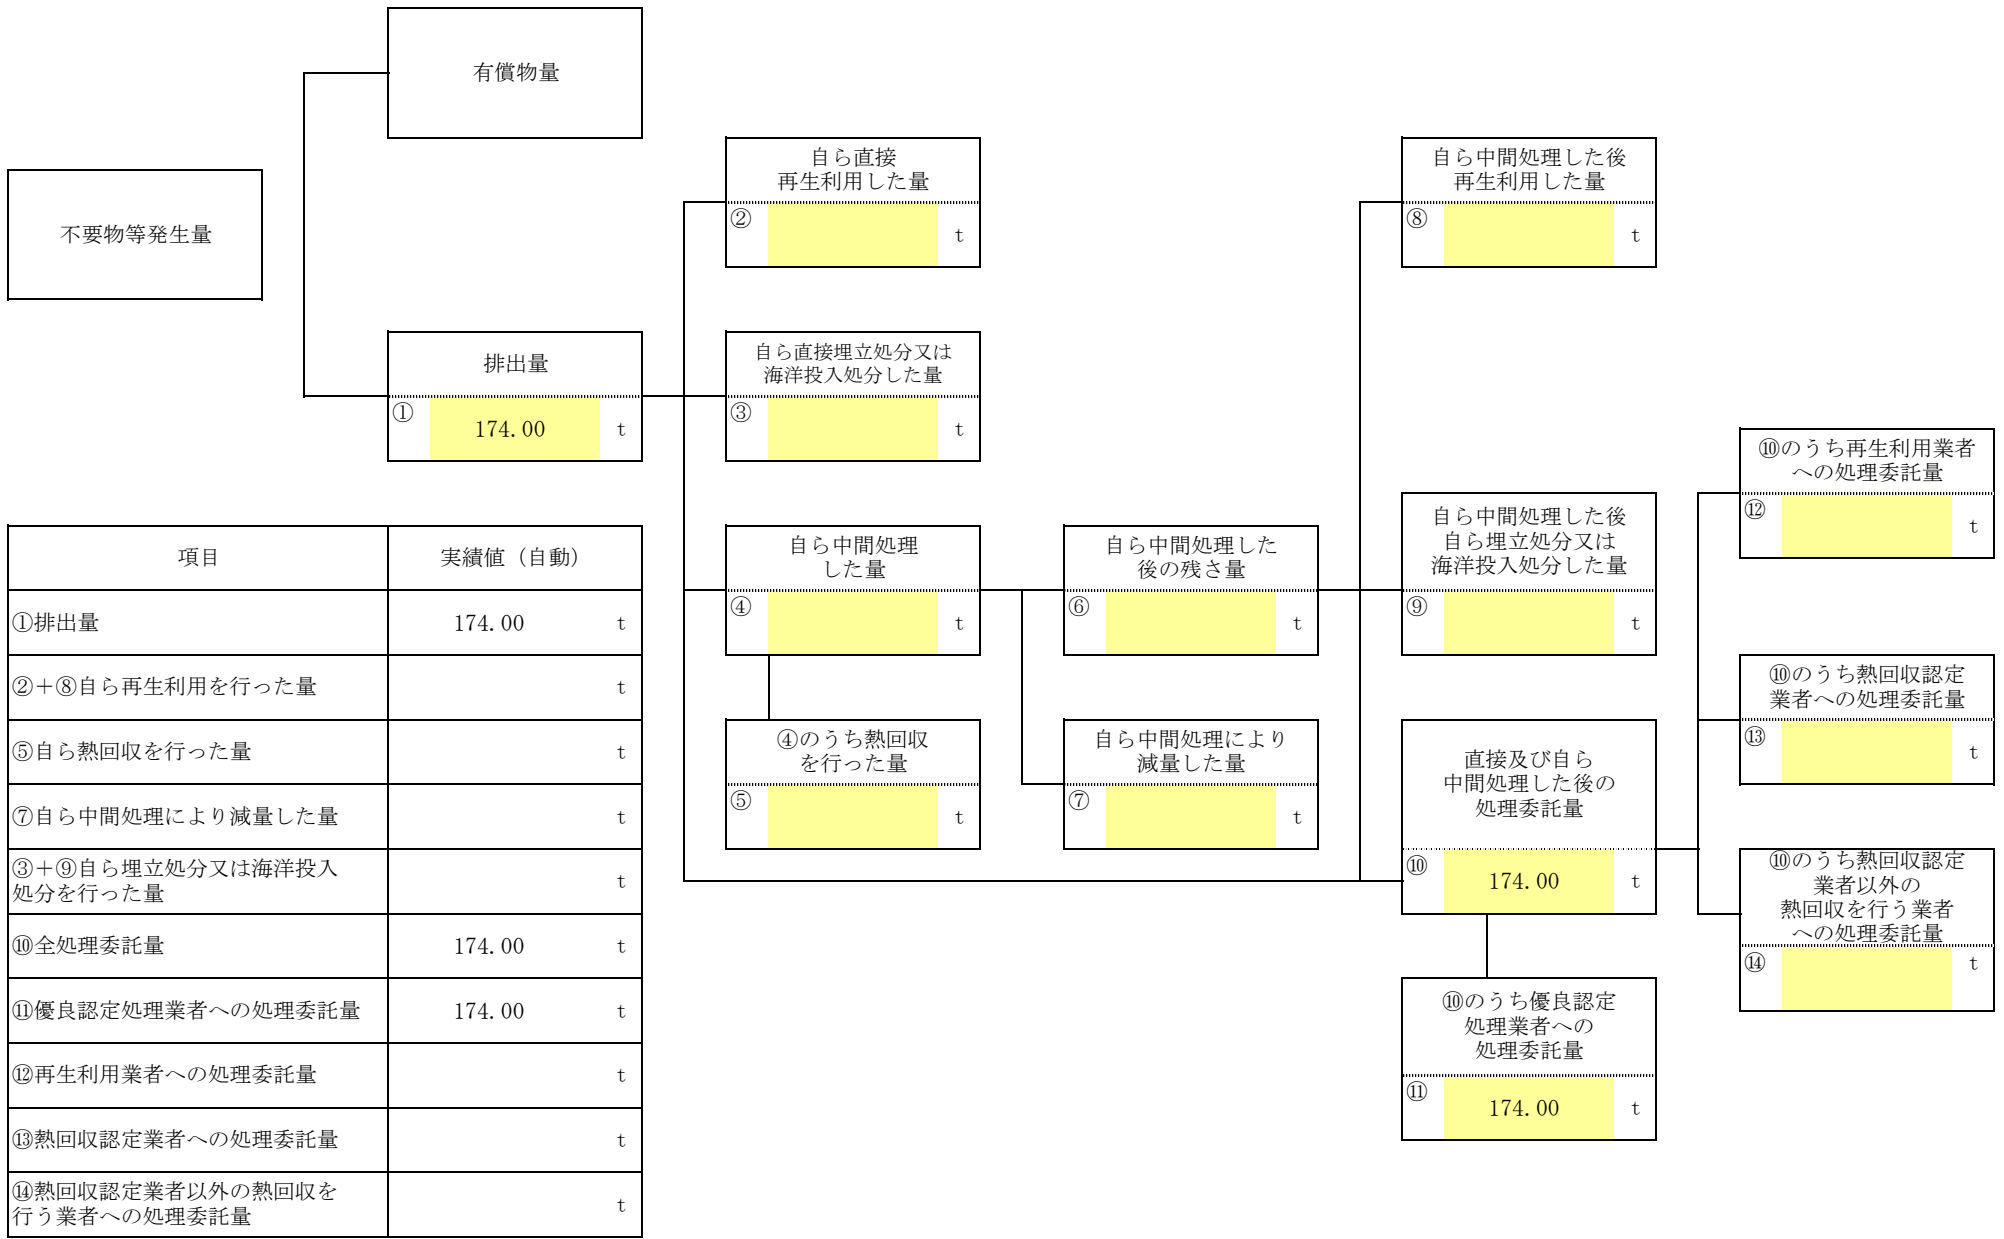 有償物量
不要物等発生量
排出量
①
174.00
t
自ら直接
再生利用した量
②
t
自ら直接埋立処分又は
海洋投入処分した量
③
t
自ら中間処理
した量
④
t
④のうち熱回収
を行った量
⑤
t
自ら中間処理した
後の残さ量
⑥
t
自ら中間処理により
減量した量
⑦
t
自ら中間処理した後
再生利用した量
⑧
t
自ら中間処理した後
自ら埋立処分又は
海洋投入処分した量
⑨
t
直接及び自ら
中間処理した後の
処理委託量
⑩
174.00
t
⑩のうち優良認定
処理業者への
処理委託量
⑪
174.00
t
⑩のうち再生利用業者
への処理委託量
⑫
t
⑩のうち熱回収認定
業者への処理委託量
⑬
t
⑩のうち熱回収認定
業者以外の
熱回収を行う業者
への処理委託量
⑭
t
項目 実績値（自動）
①排出量 174.00 t
②＋⑧自ら再生利用を行った量 t
⑤自ら熱回収を行った量 t
⑦自ら中間処理により減量した量 t
③＋⑨自ら埋立処分又は海洋投入
処分を行った量 t
⑩全処理委託量 174.00 t
⑪優良認定処理業者への処理委託量 174.00 t
⑫再生利用業者への処理委託量 t
⑬熱回収認定業者への処理委託量 t
⑭熱回収認定業者以外の熱回収を
行う業者への処理委託量 t